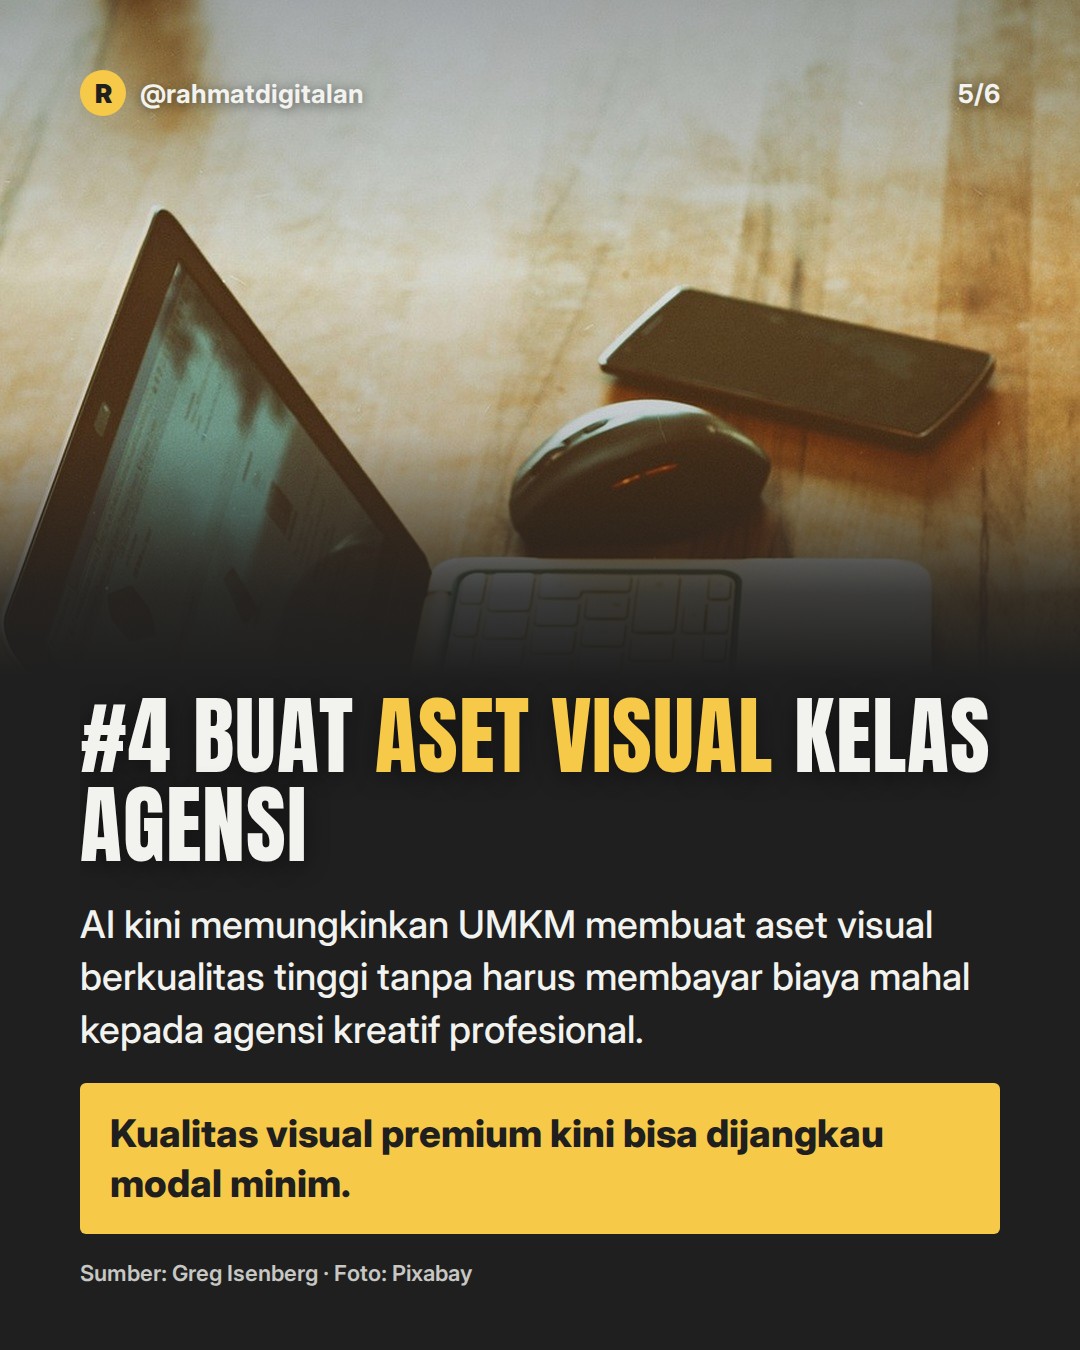 R @rahmatdigitalan 5/6
#4 BUAT ASET VISUAL KELAS
AGENSI
AI kini memungkinkan UMKM membuat aset visual
berkualitas tinggi tanpa harus membayar biaya mahal
kepada agensi kreatif profesional.
Kualitas visual premium kini bisa dijangkau
modal minim.
Sumber: Greg Isenberg · Foto: Pixabay